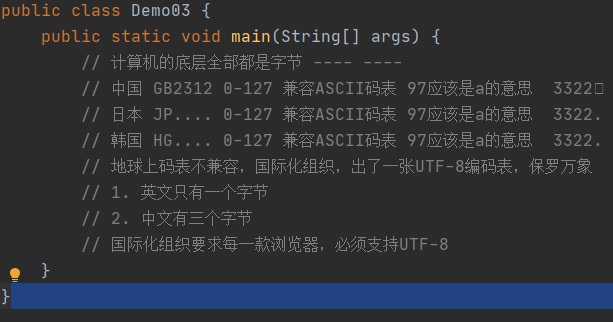 public class Demo03 {
public static void main(String[] args) {
// 计算机的底层全部都是字节 ---- ----
// 中国 GB2312 0-127 兼容ASCII码表 97应该是a的意思 3322
// 日本 JP.... 0-127 兼容ASCII码表 97应该是a的意思 3322.
// 韩国 HG.... 0-127 兼容ASCII码表 97应该是a的意思 3322.
// 地球上码表不兼容，国际化组织，出了一张UTF-8编码表，保罗万象
// 1. 英文只有一个字节
// 2. 中文有三个字节
// 国际化组织要求每一款浏览器，必须支持UTF-8
}
}